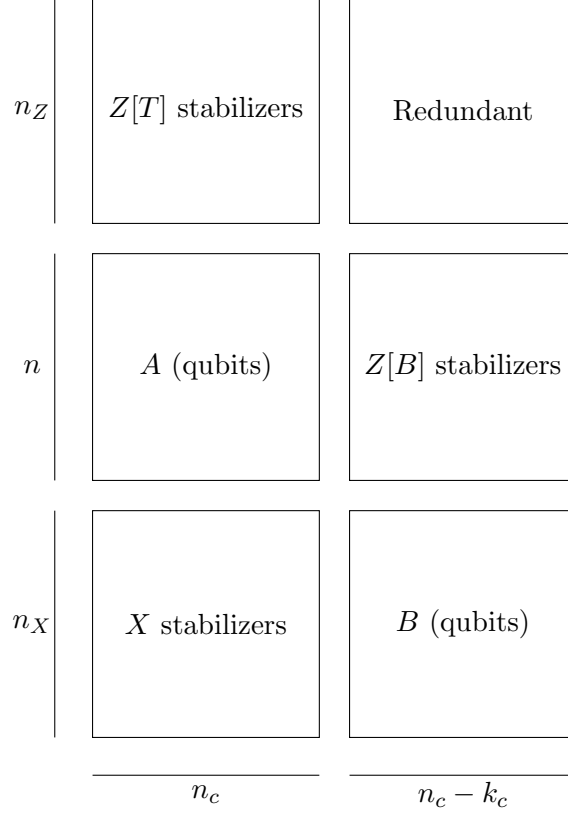 $n_Z$ $Z[T]$ stabilizers Redundant
$n$ $A$ (qubits) $Z[B]$ stabilizers
$n_X$ $X$ stabilizers $B$ (qubits)
$n_c$ $n_c - k_c$